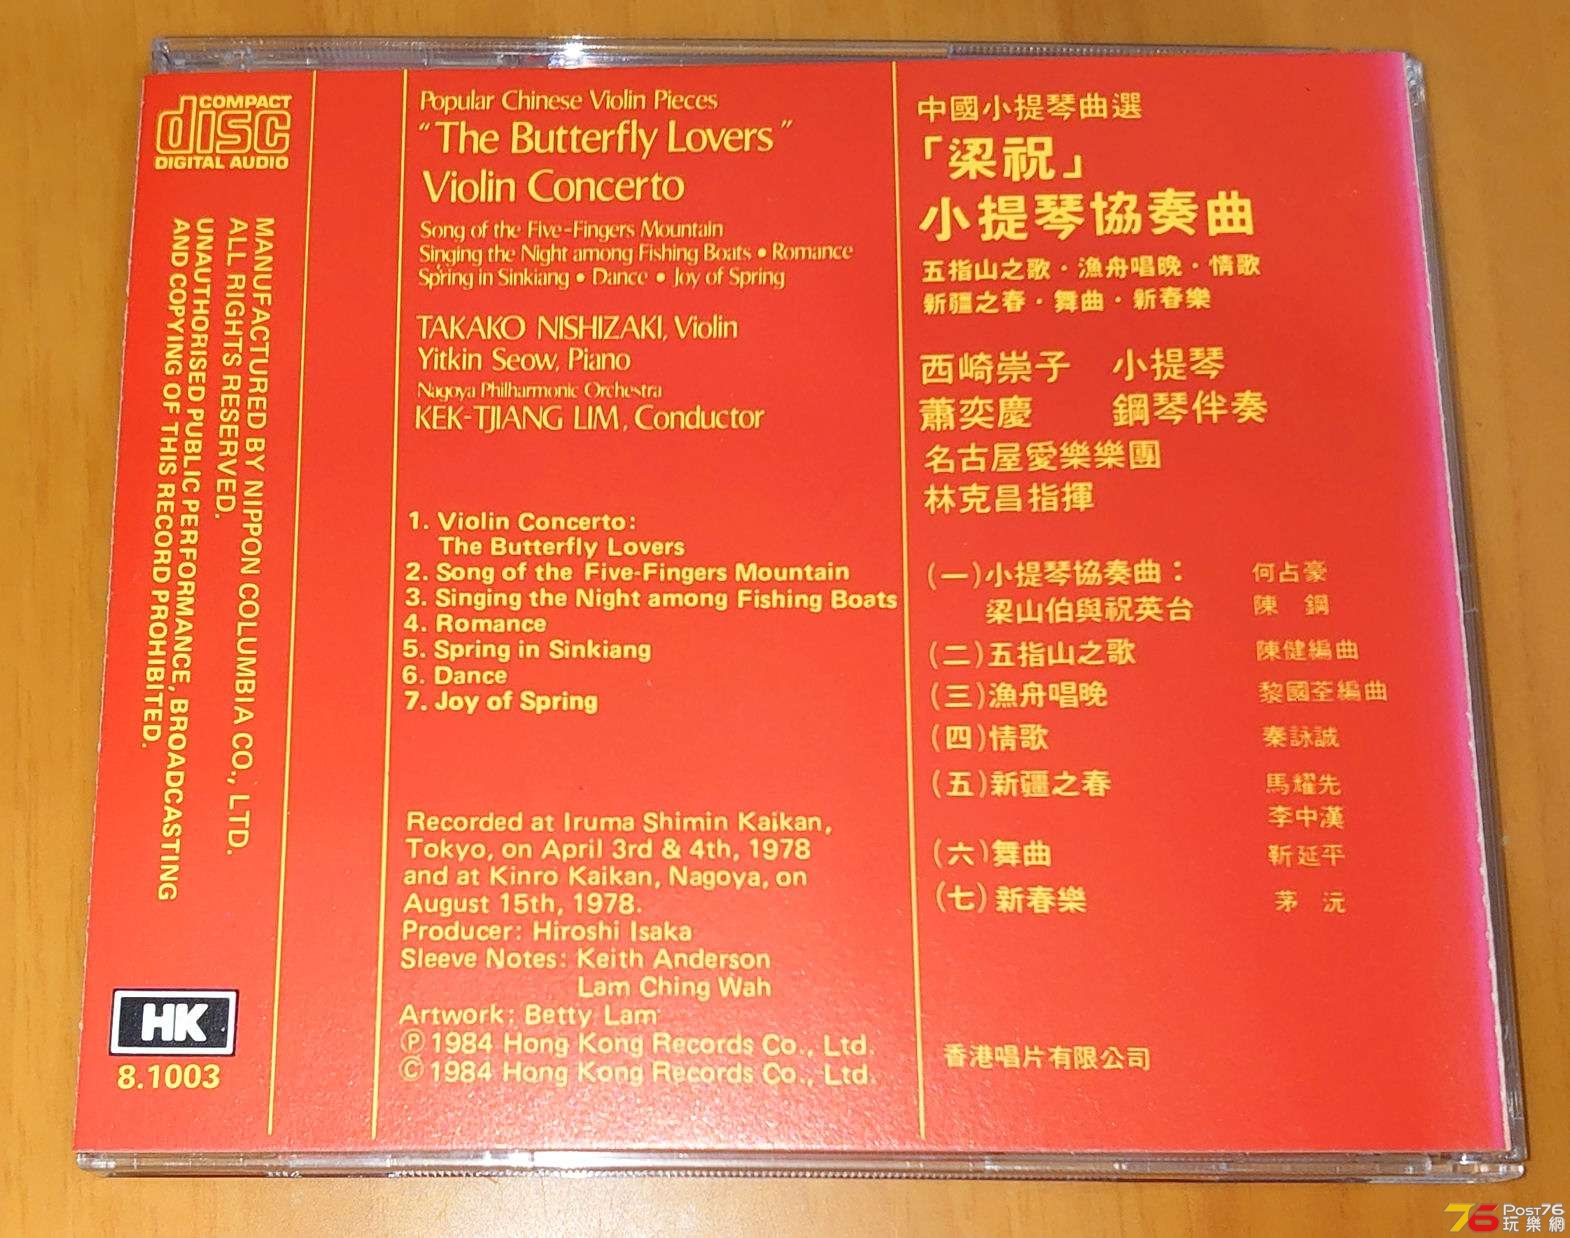 COMPACT
disc
DIGITAL AUDIO
MANUFACTURED BY NIPPON COLUMBIA CO., LTD.
ALL RIGHTS RESERVED.
UNAUTHORISED PUBLIC PERFORMANCE, BROADCASTING
AND COPYING OF THIS RECORD PROHIBITED.
HK
8.1003
Popular Chinese Violin Pieces
“The Butterfly Lovers”
Violin Concerto
Song of the Five-Fingers Mountain
Singing the Night among Fishing Boats • Romance
Spring in Sinkiang • Dance • Joy of Spring
TAKAKO NISHIZAKI, Violin
Yitkin Seow, Piano
Nagoya Philharmonic Orchestra
KEK-TJIANG LIM, Conductor
1. Violin Concerto:
The Butterfly Lovers
2. Song of the Five-Fingers Mountain
3. Singing the Night among Fishing Boats
4. Romance
5. Spring in Sinkiang
6. Dance
7. Joy of Spring
Recorded at Iruma Shimin Kaikan,
Tokyo, on April 3rd & 4th, 1978
and at Kinro Kaikan, Nagoya, on
August 15th, 1978.
Producer: Hiroshi Isaka
Sleeve Notes: Keith Anderson
Lam Ching Wah
Artwork: Betty Lam
Ⓟ 1984 Hong Kong Records Co., Ltd.
© 1984 Hong Kong Records Co., Ltd.
中國小提琴曲選
「梁祝」
小提琴協奏曲
五指山之歌・漁舟唱晚・情歌
新疆之春・舞曲・新春樂
西崎崇子 小提琴
蕭奕慶 鋼琴伴奏
名古屋愛樂樂團
林克昌指揮
(一)小提琴協奏曲： 何占豪
梁山伯與祝英台 陳 鋼
(二)五指山之歌 陳健編曲
(三)漁舟唱晚 黎國荃編曲
(四)情歌 秦詠誠
(五)新疆之春 馬耀先
李中漢
(六)舞曲 靳延平
(七)新春樂 茅 沅
香港唱片有限公司
76 POST76
玩樂網